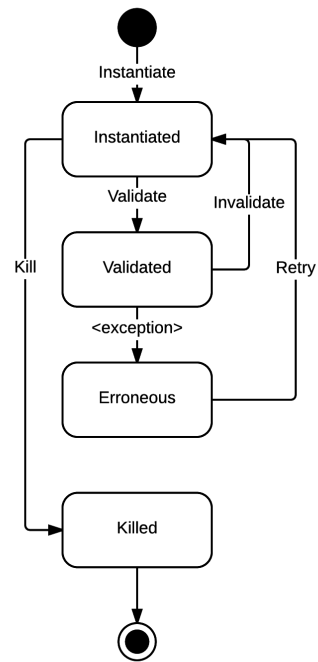 Instantiate
Instantiated
Validate
Invalidate
Kill
Validated
Retry
<exception>
Erroneous
Killed